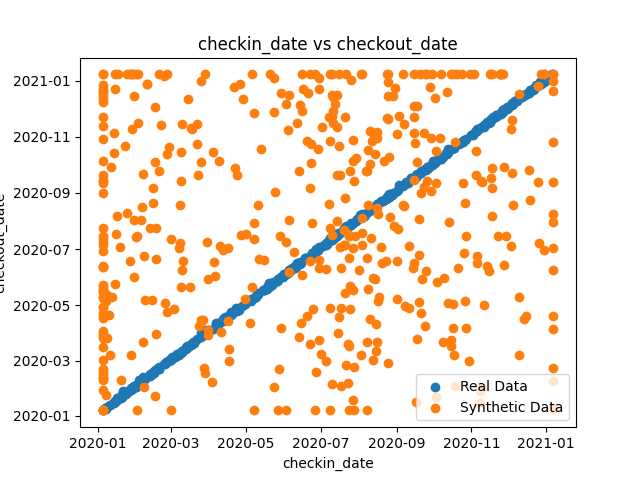 checkin_date vs checkout_date
checkout_date
2021-01
2020-11
2020-09
2020-07
2020-05
2020-03
2020-01
Real Data
Synthetic Data
2020-01
2020-03
2020-05
2020-07
2020-09
2020-11
2021-01
checkin_date